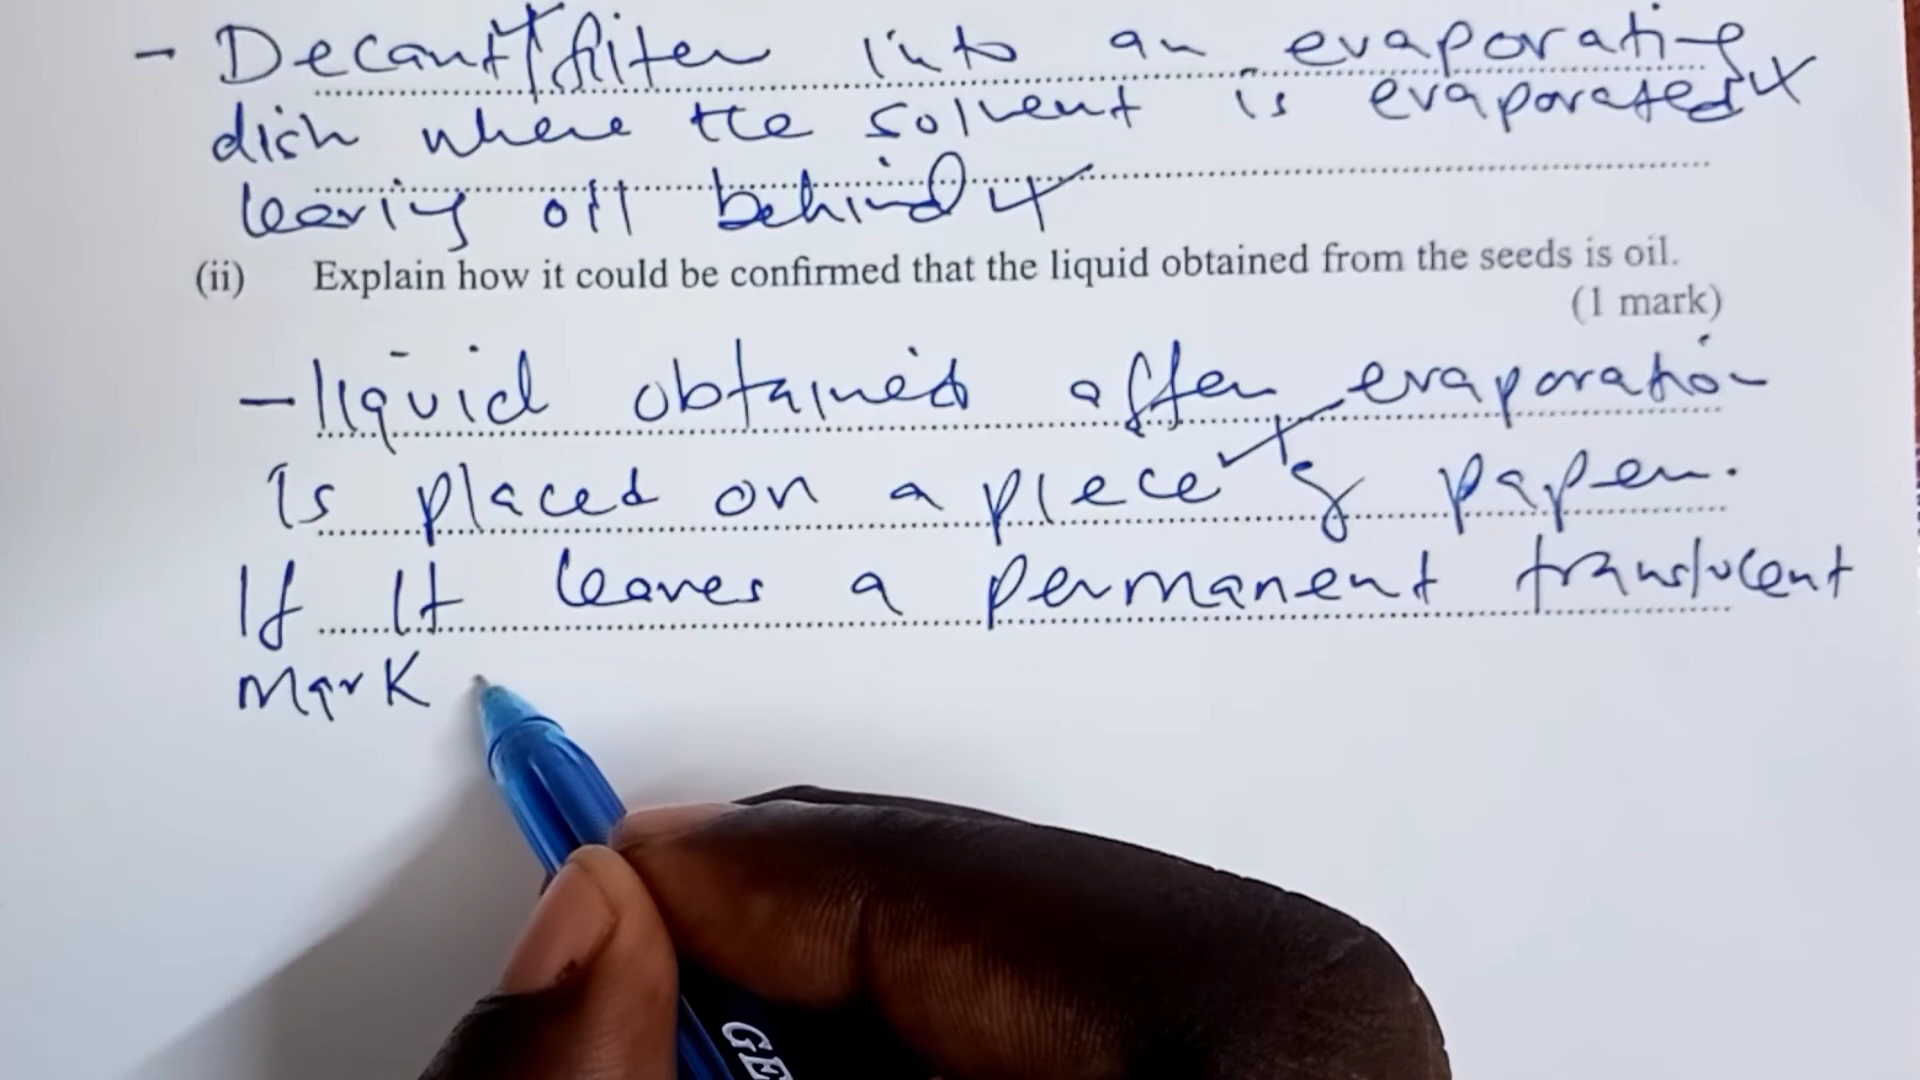 - Decant/filter into an evaporating
dish where the solvent is evaporated
leaving oil behind
(ii) Explain how it could be confirmed that the liquid obtained from the seeds is oil.
(1 mark)
- liquid obtained after evaporation
is placed on a piece of paper.
If It leaves a permanent translucent
mark
GE